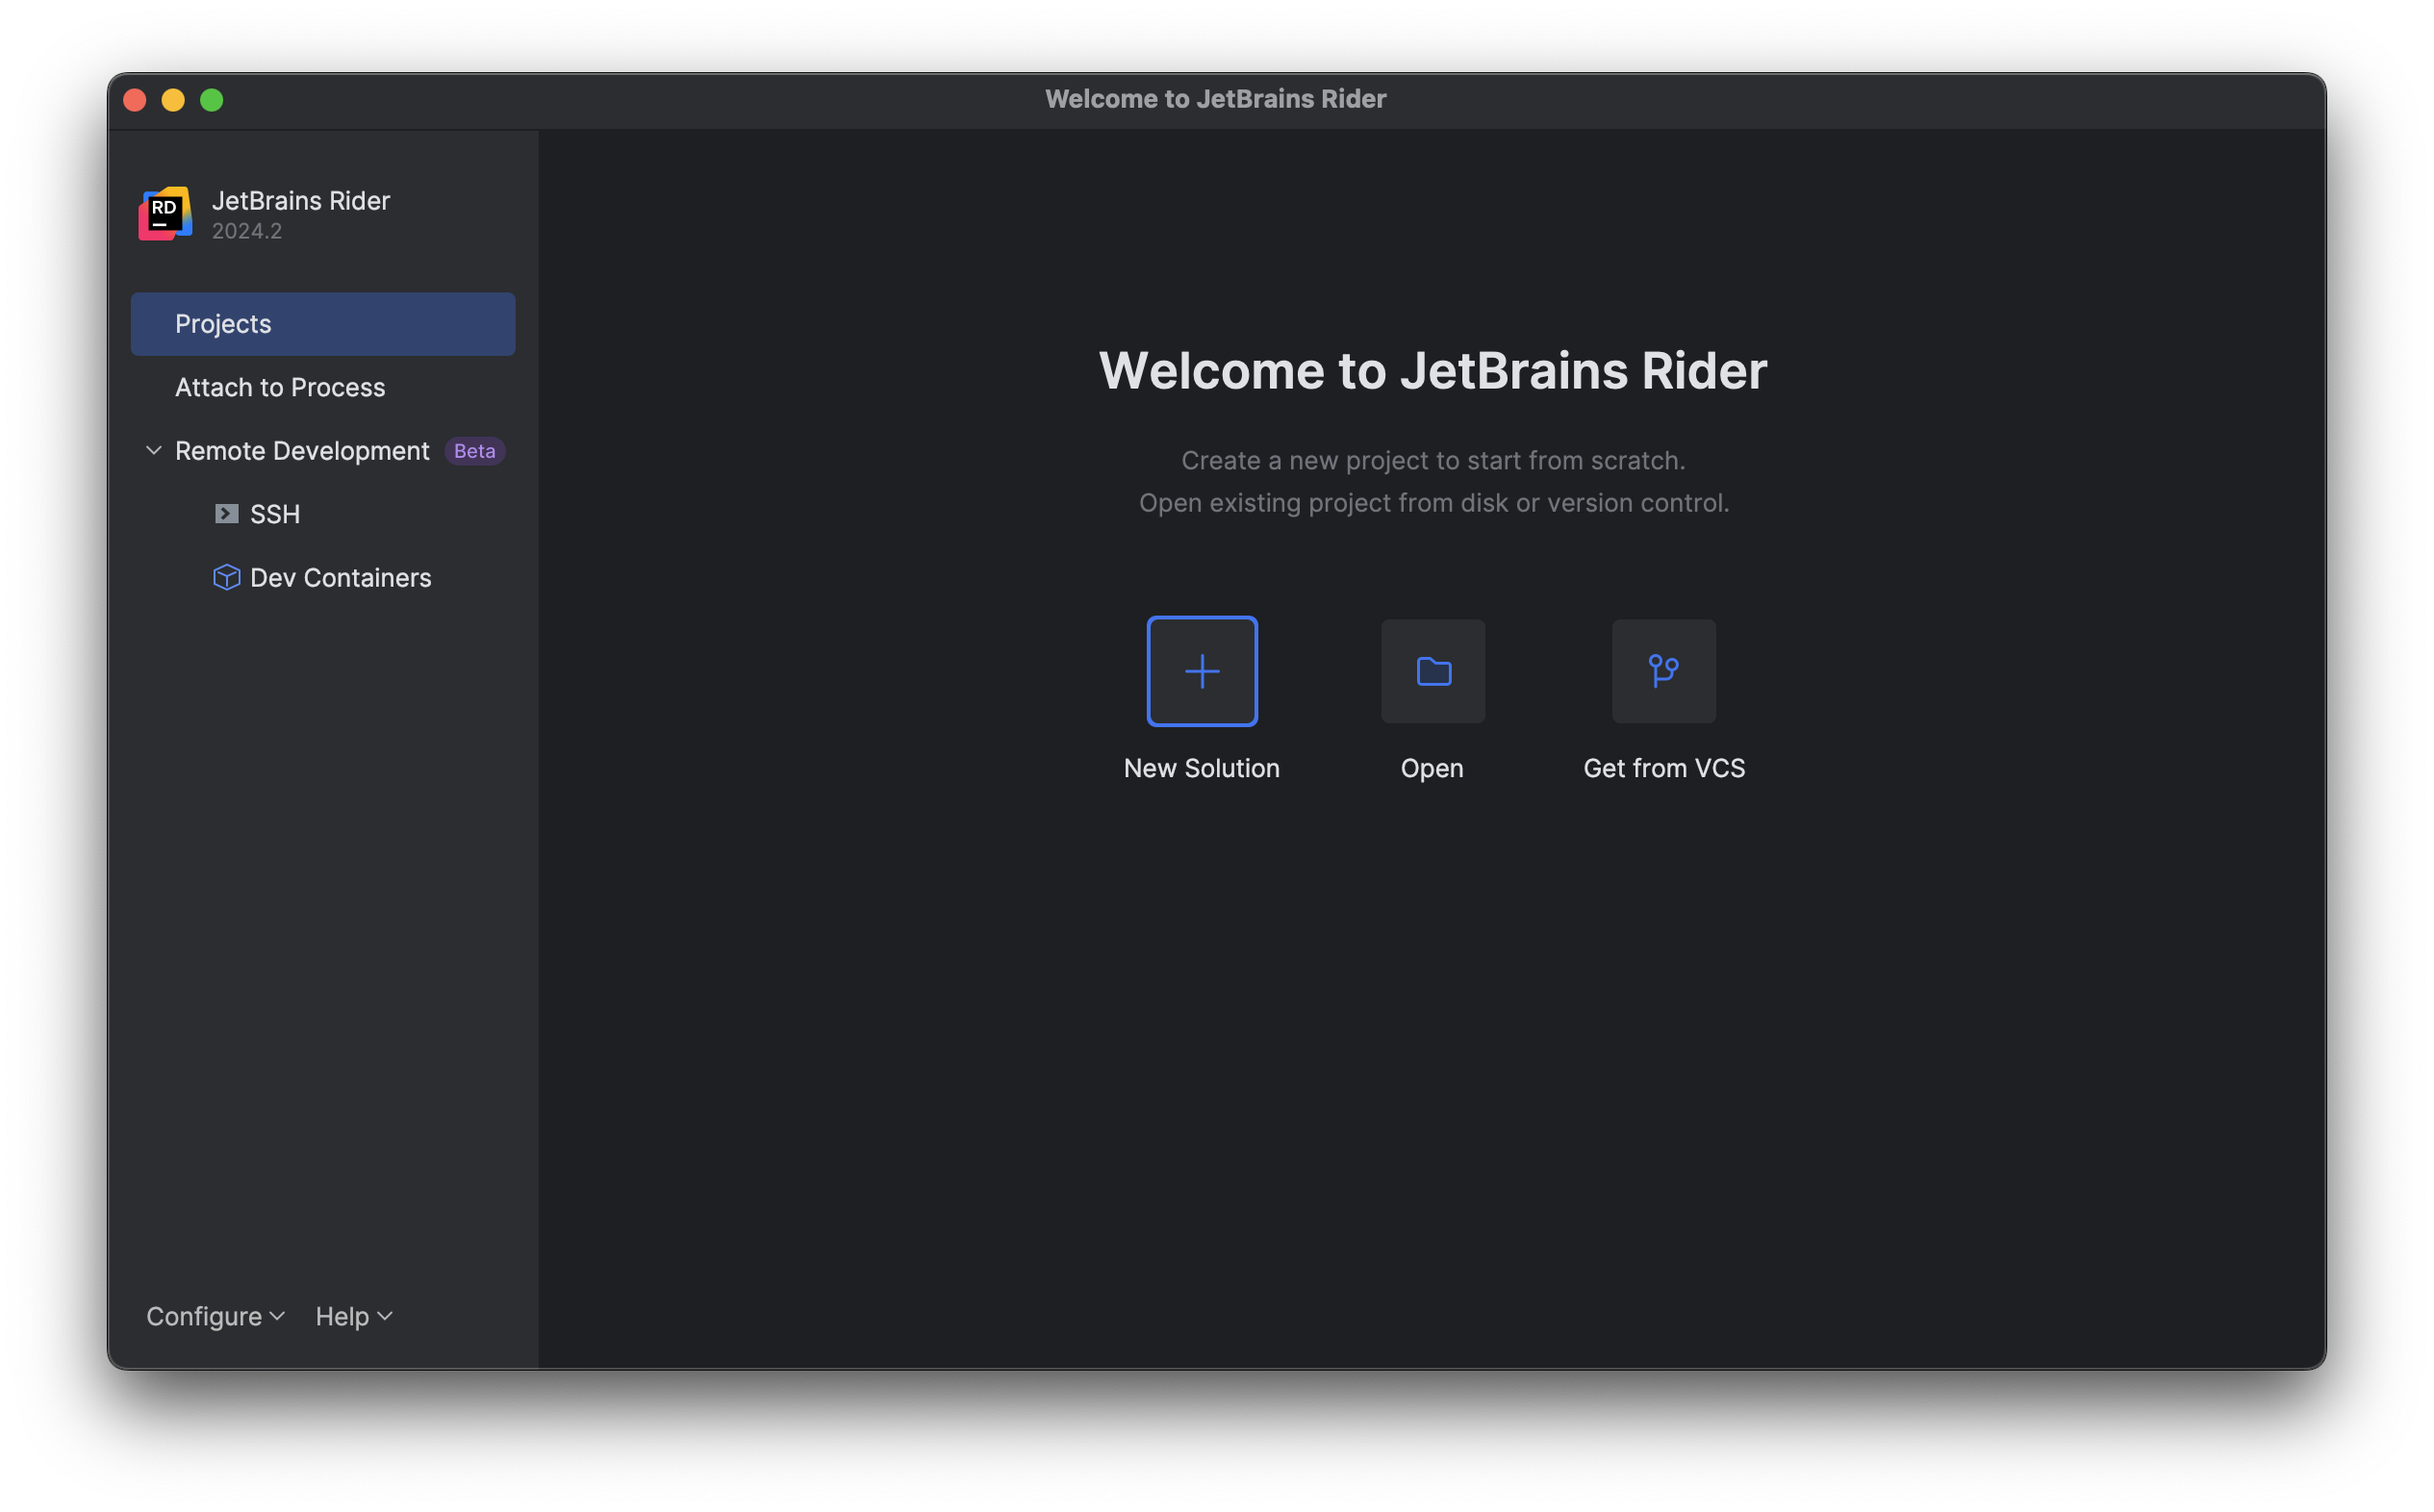 Welcome to JetBrains Rider
RD
JetBrains Rider
2024.2
Projects
Attach to Process
Remote Development Beta
SSH
Dev Containers
Configure Help
Welcome to JetBrains Rider
Create a new project to start from scratch.
Open existing project from disk or version control.
New Solution Open Get from VCS